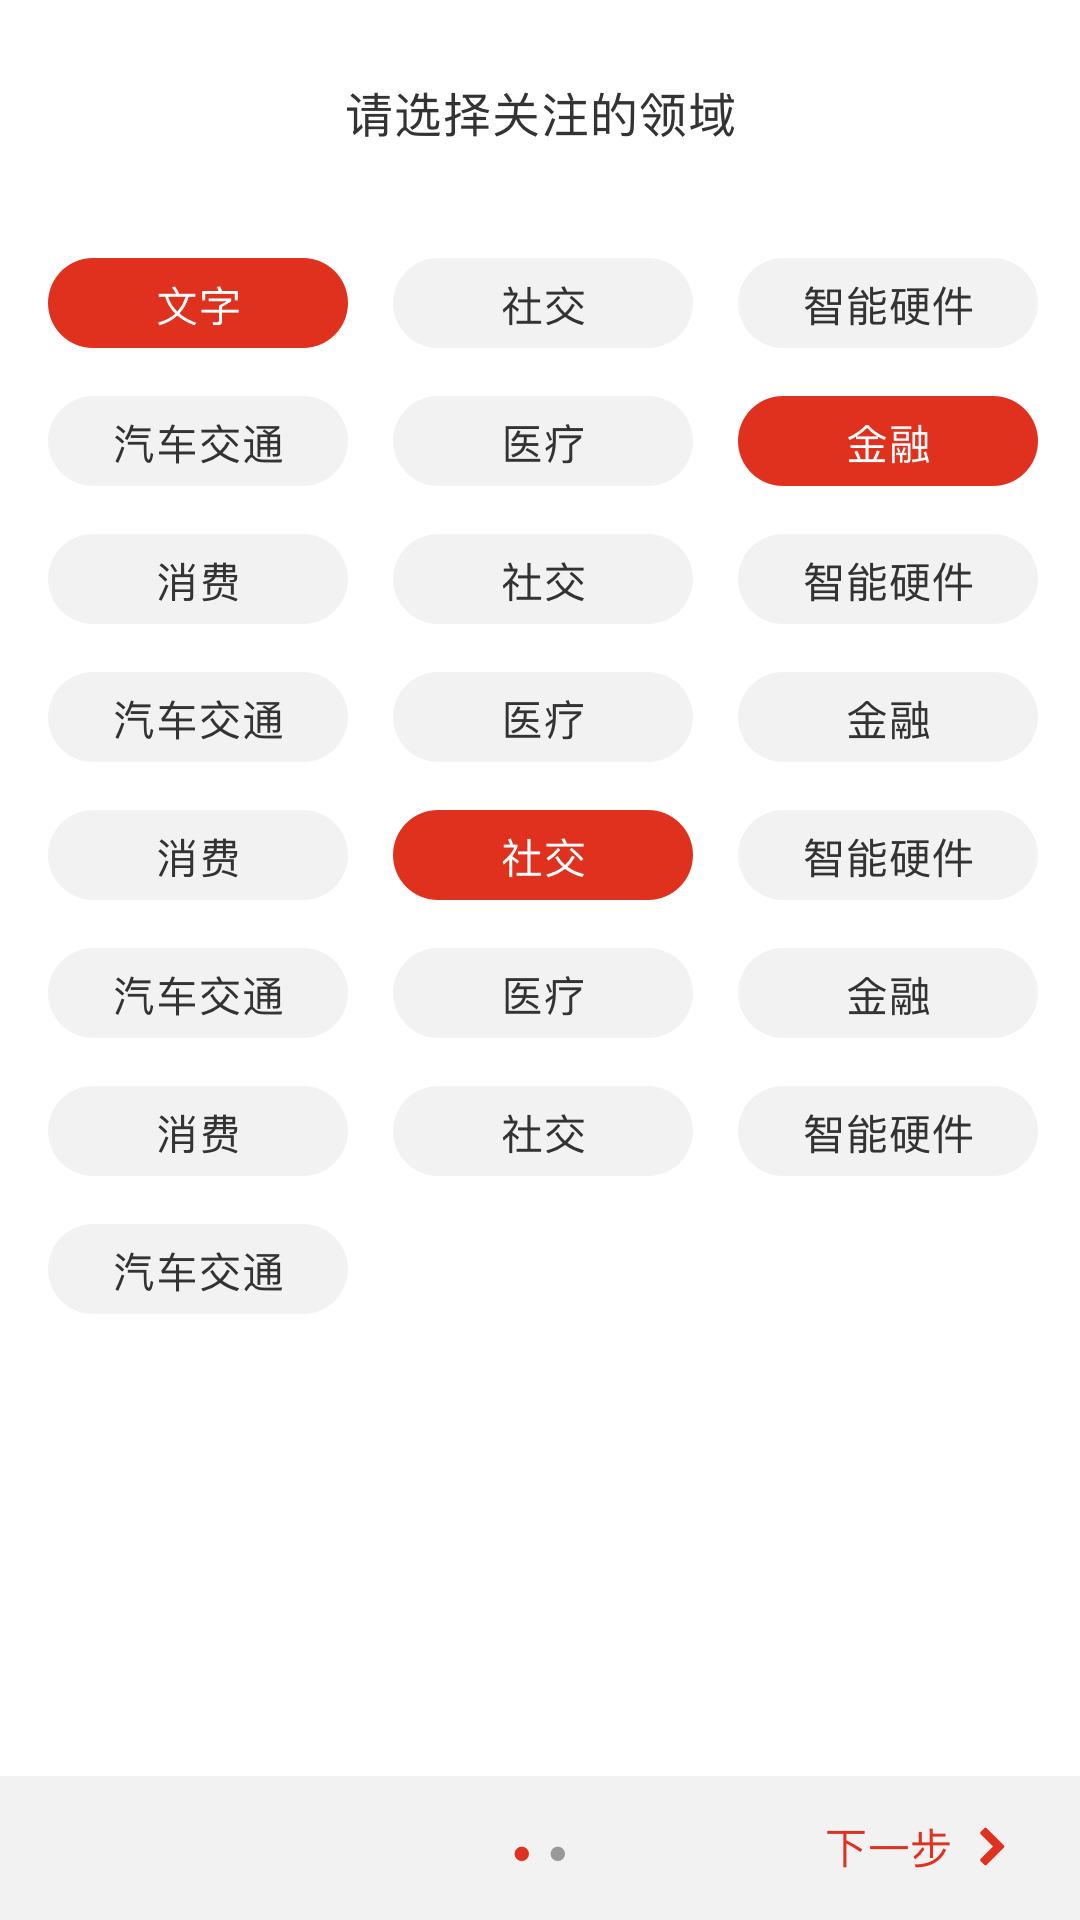 请选择关注的领域
文字 社交 智能硬件
汽车交通 医疗 金融
消费 社交 智能硬件
汽车交通 医疗 金融
消费 社交 智能硬件
汽车交通 医疗 金融
消费 社交 智能硬件
汽车交通
下一步